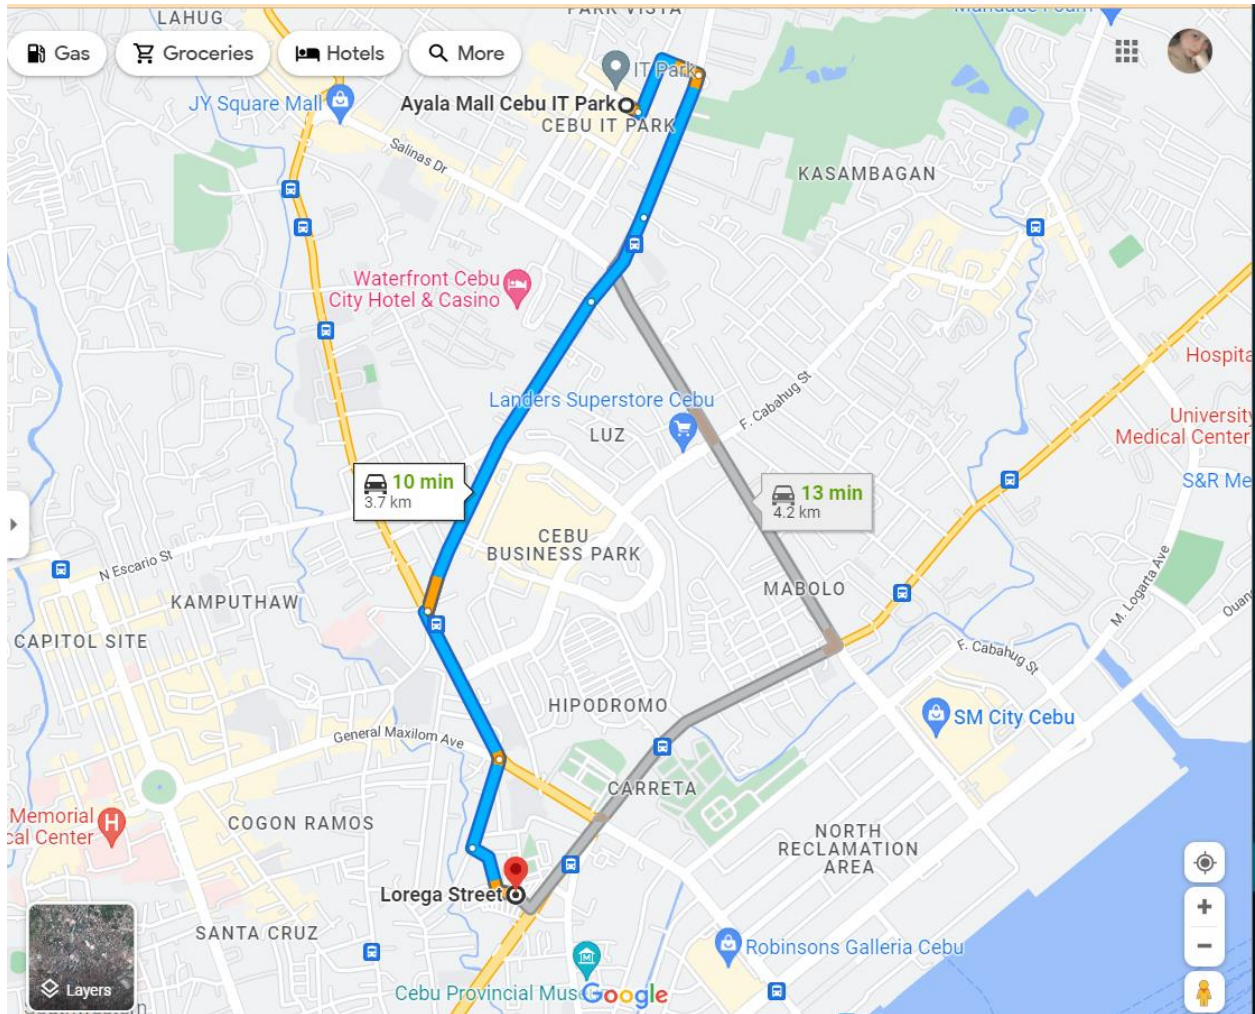 LAHUG
PARK VISTA
Gas
Groceries
Hotels
More
IT Park
JY Square Mall
Ayala Mall Cebu IT Park
CEBU IT PARK
Salinas Dr
KASAMBAGAN
Waterfront Cebu
City Hotel & Casino
Hospita
Landers Superstore Cebu
F. Cabahug St
LUZ
University
Medical Center
10 min
3.7 km
13 min
4.2 km
S&R Me
CEBU
BUSINESS PARK
N Escario St
KAMPUTHAW
MABOLO
M. Logarta Ave
Ouan
CAPITOL SITE
F. Cabahug St
HIPODROMO
SM City Cebu
General Maxilom Ave
CARRETA
Memorial
cal Center
COGON RAMOS
NORTH
RECLAMATION
AREA
Lorega Street
SANTA CRUZ
Robinsons Galleria Cebu
Layers
Cebu Provincial Muse
Google